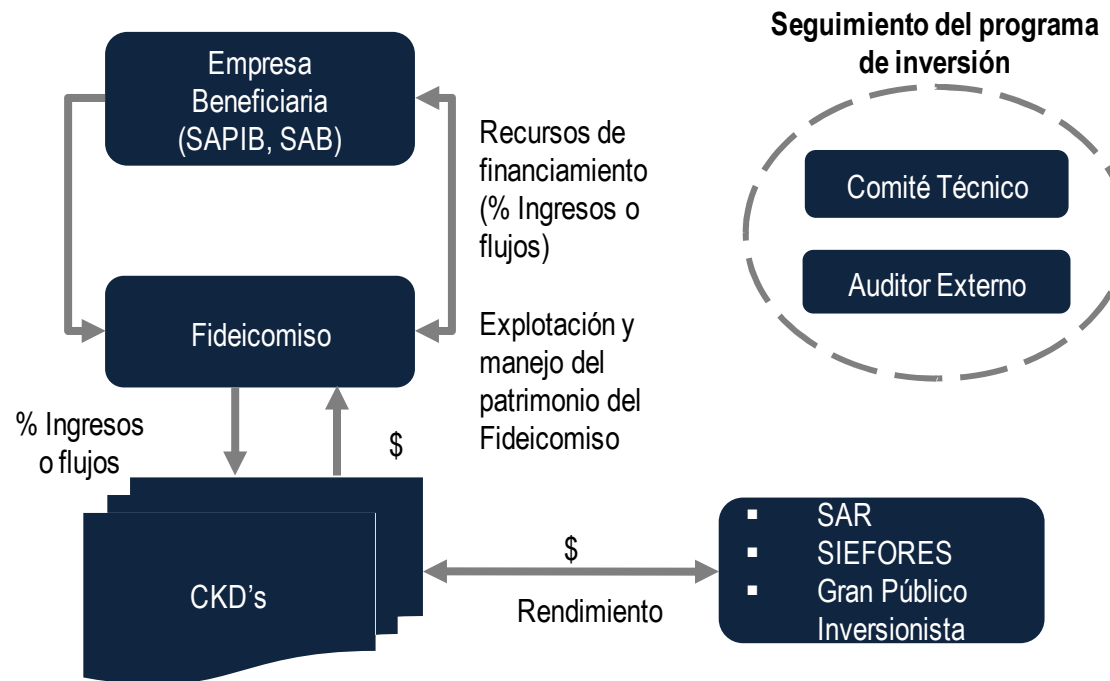 Empresa
Beneficiaria
(SAPIB, SAB)
Seguimiento del programa
de inversión
Recursos de
financiamiento
(% Ingresos o
flujos)
Comité Técnico
Auditor Externo
Fideicomiso
Explotación y
manejo del
patrimonio del
Fideicomiso
% Ingresos
o flujos
$
CKD's
$
Rendimiento
▪ SAR
▪ SIEFORES
▪ Gran Público
Inversionista